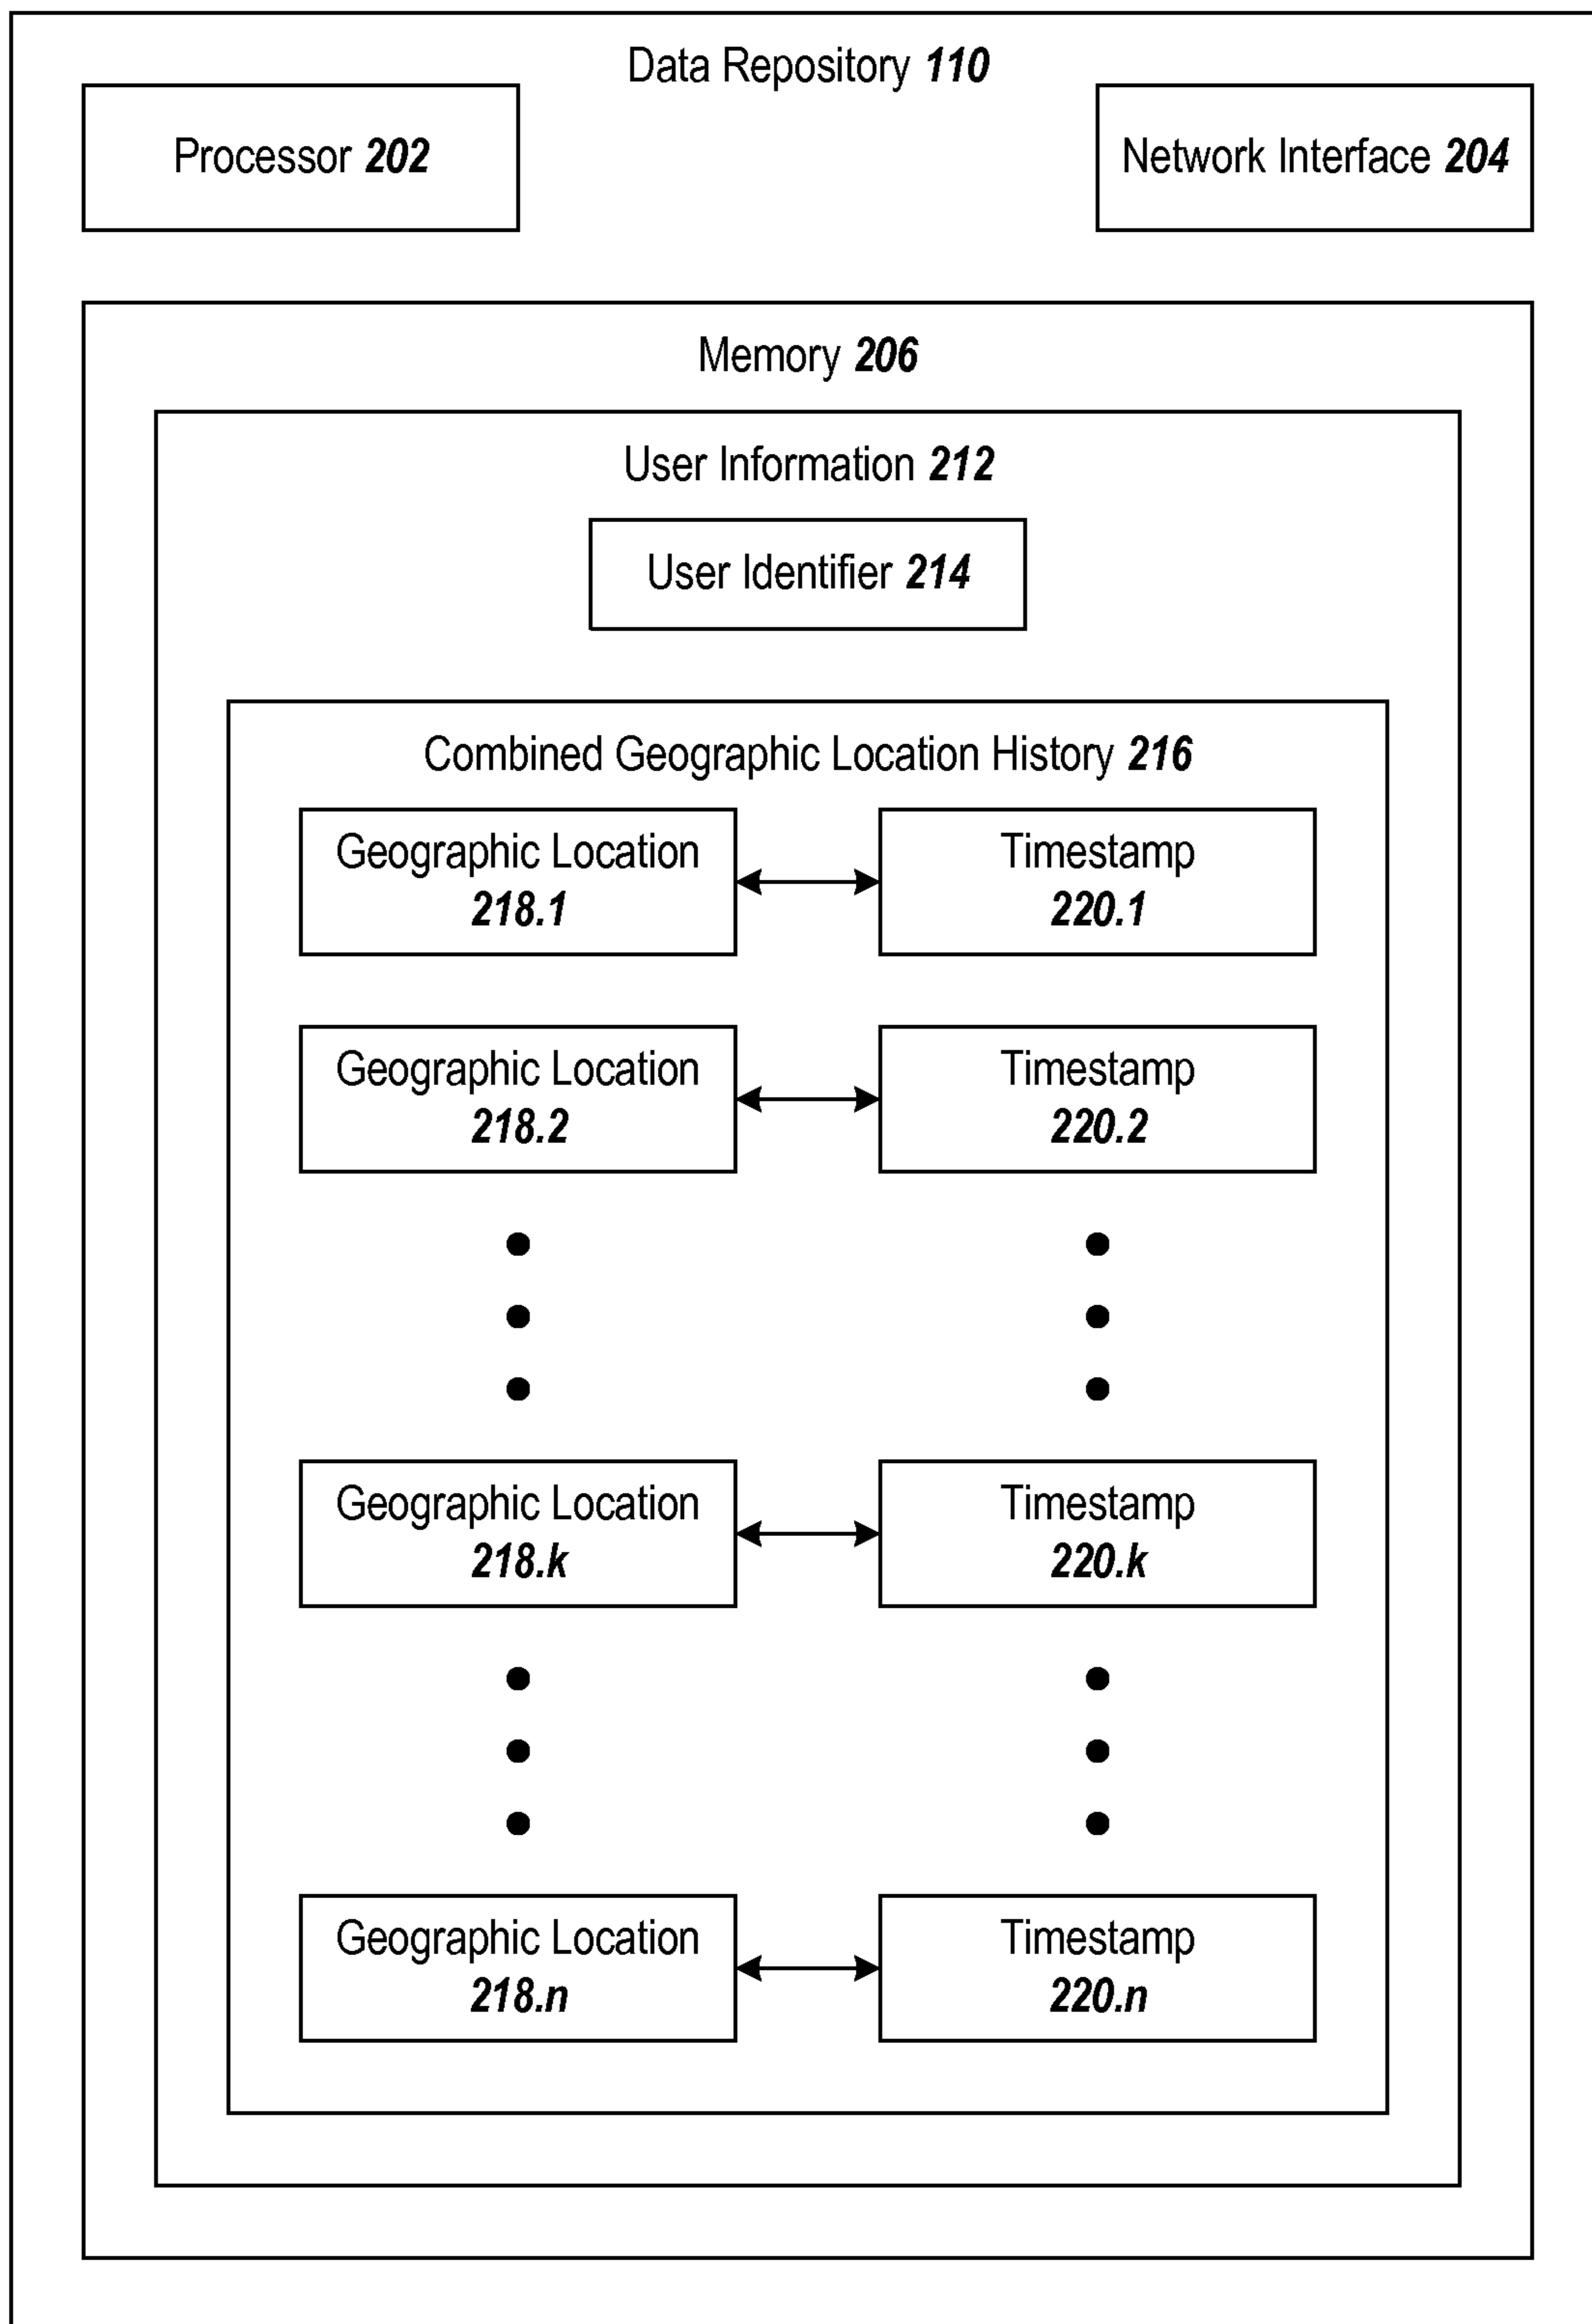 Data Repository 110
Processor 202
Network Interface 204
Memory 206
User Information 212
User Identifier 214
Combined Geographic Location History 216
Geographic Location
218.1
Timestamp
220.1
Geographic Location
218.2
Timestamp
220.2
Geographic Location
218.k
Timestamp
220.k
Geographic Location
218.n
Timestamp
220.n